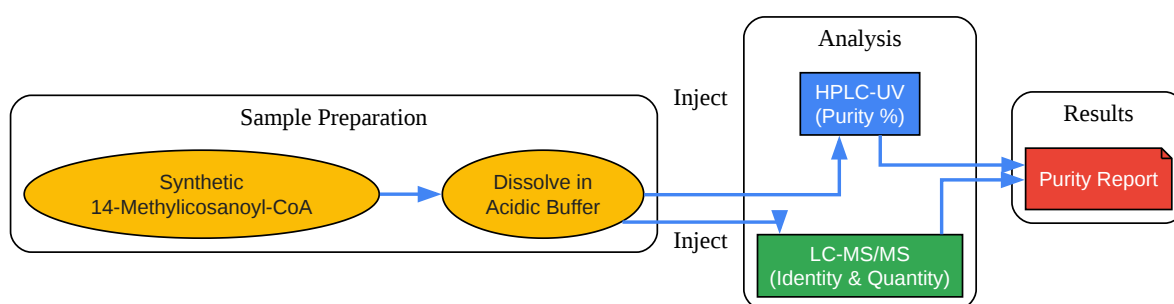 Sample Preparation
Synthetic
14-Methylicosanoyl-CoA
Dissolve in
Acidic Buffer
Inject
Inject
Analysis
HPLC-UV
(Purity %)
LC-MS/MS
(Identity & Quantity)
Results
Purity Report